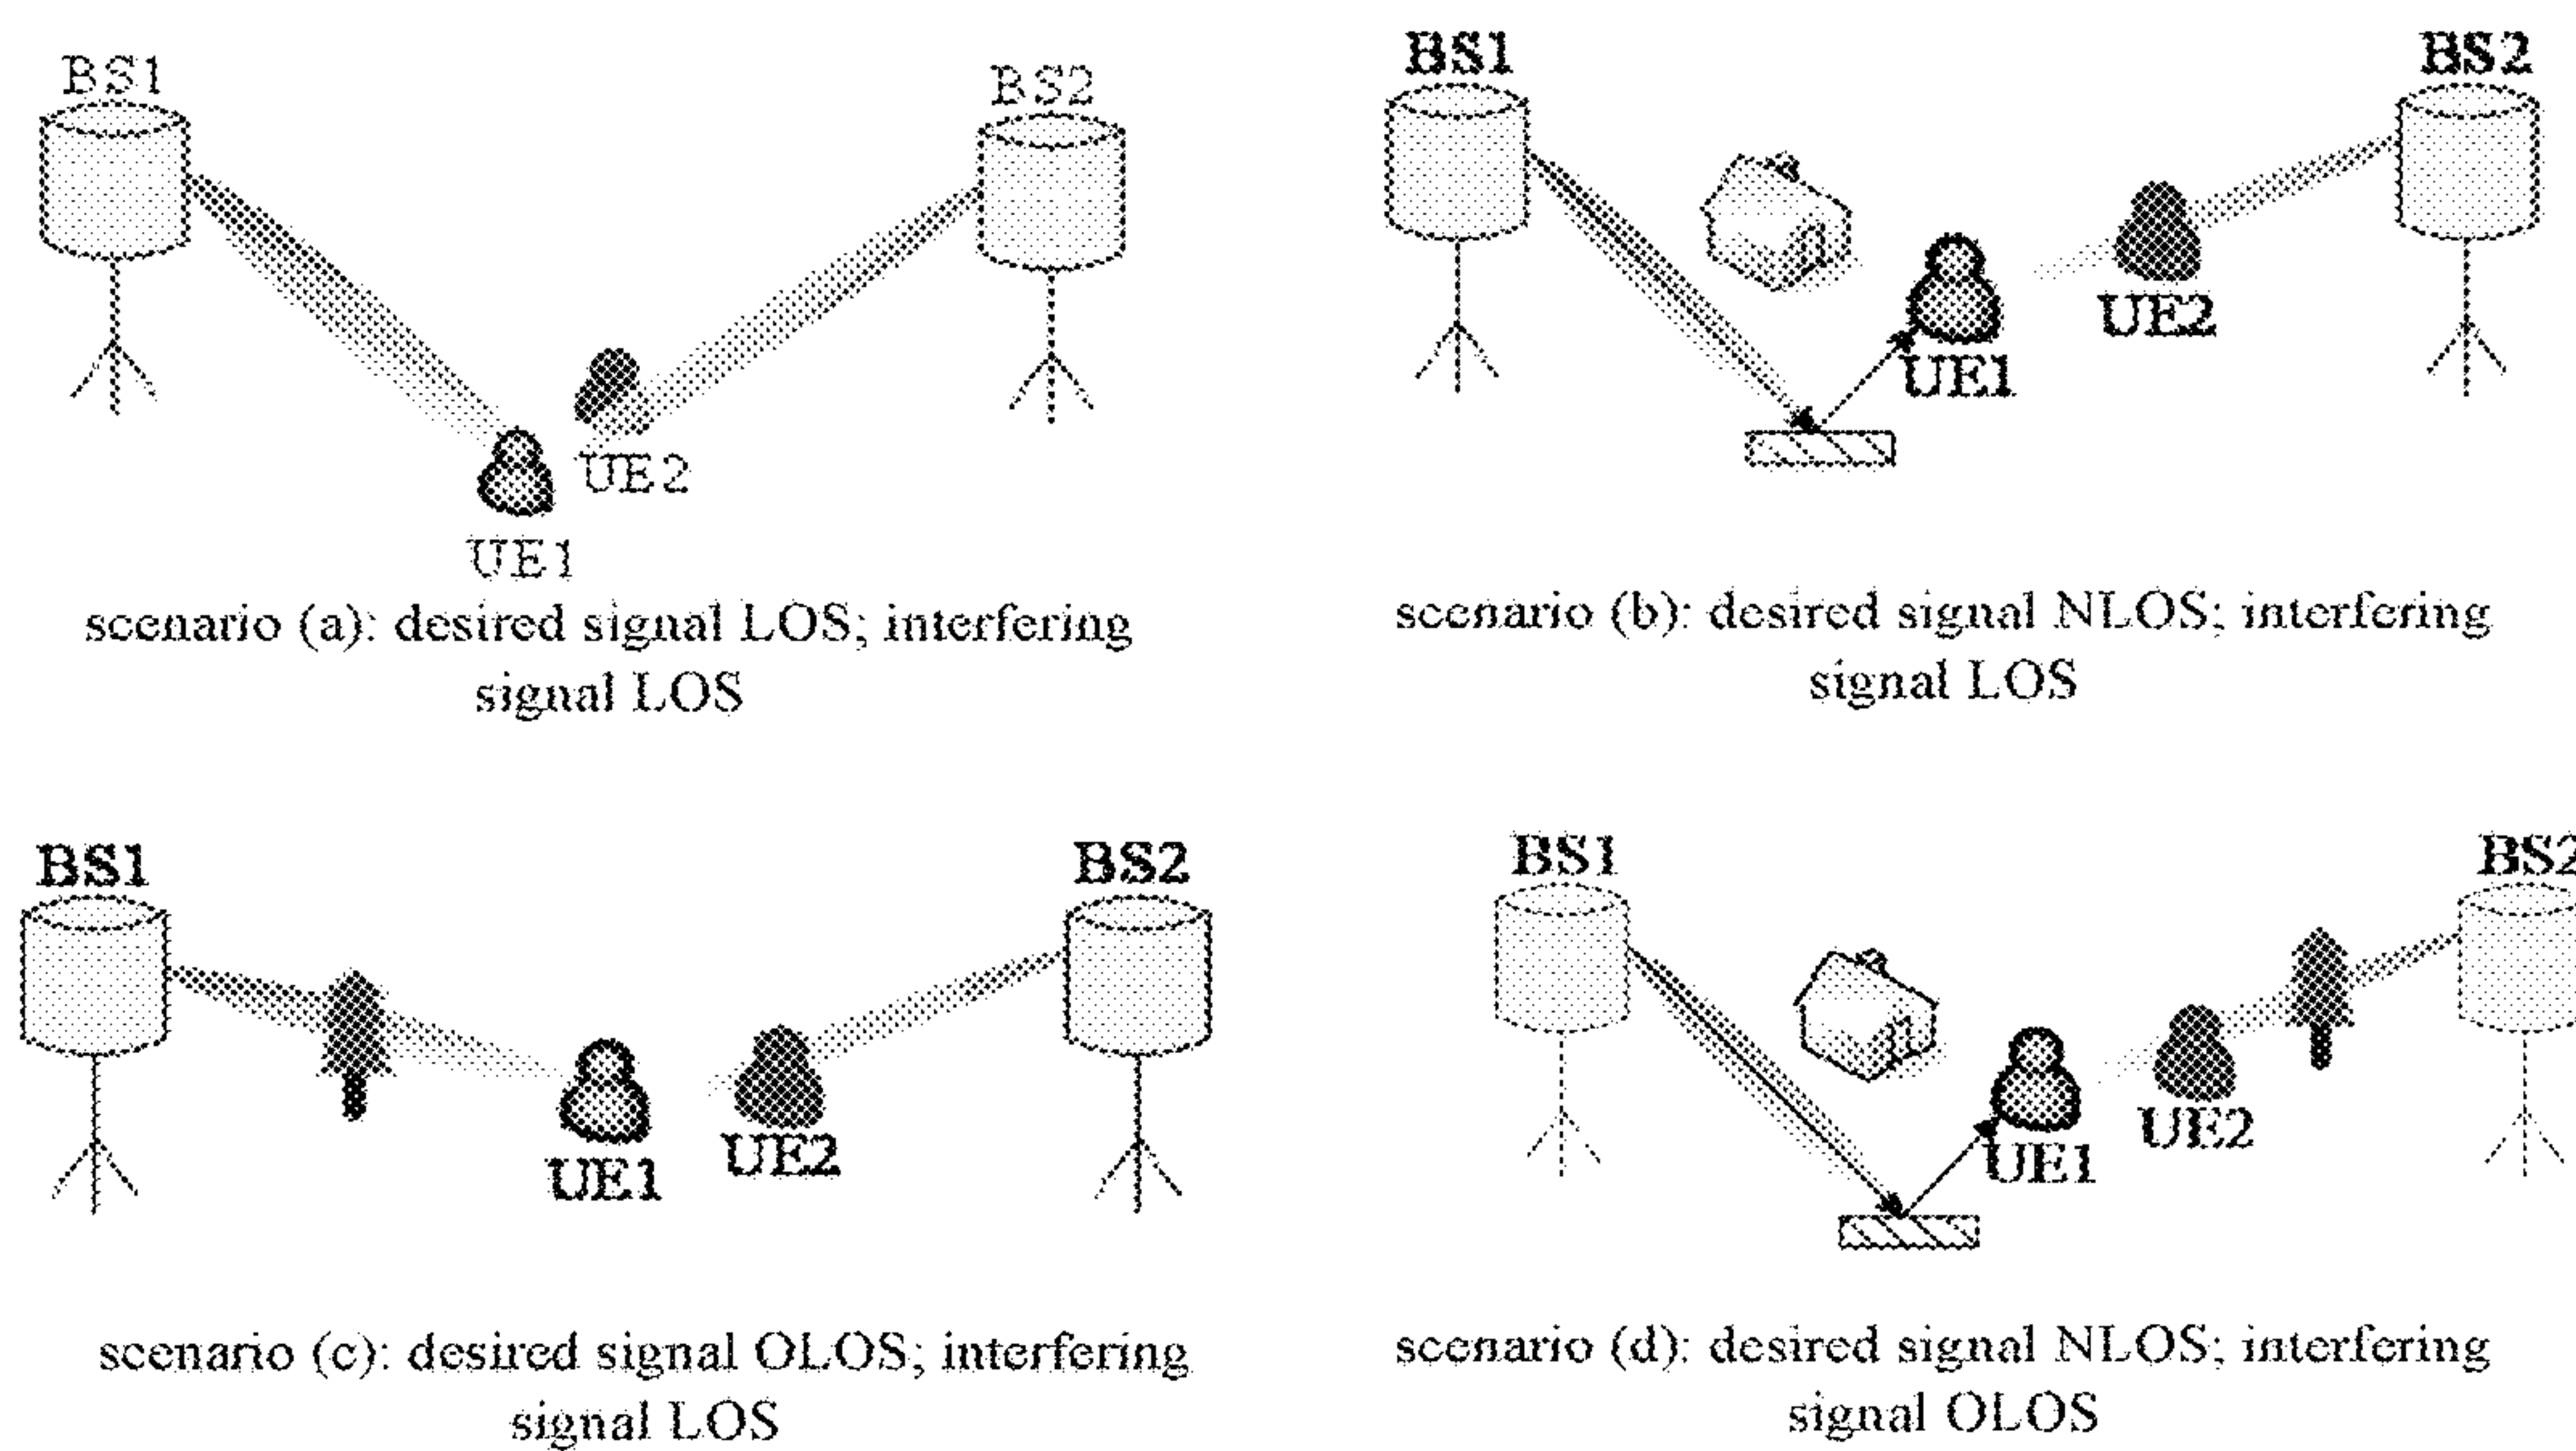 BS1
BS2
UE2
UE1
scenario (a): desired signal LOS; interfering
signal LOS
BS1
BS2
UE2
UE1
scenario (b): desired signal NLOS; interfering
signal LOS
BS1
BS2
UE2
UE1
scenario (c): desired signal OLOS; interfering
signal LOS
BS1
BS2
UE2
UE1
scenario (d): desired signal NLOS; interfering
signal OLOS